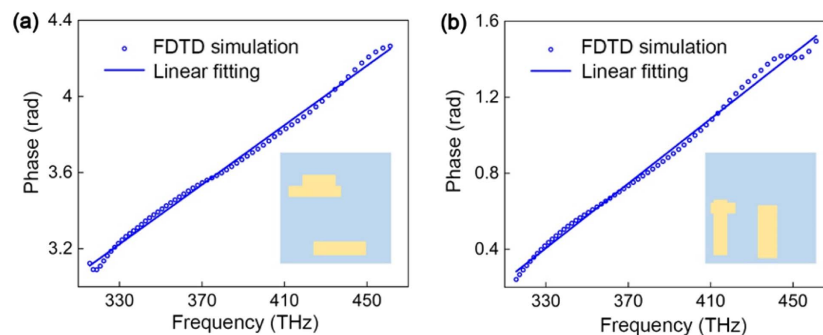 (a)
4.4
4
3.6
3.2
Phase (rad)
FDTD simulation
Linear fitting
330
370
410
450
Frequency (THz)
(b)
1.6
1.2
0.8
0.4
Phase (rad)
FDTD simulation
Linear fitting
330
370
410
450
Frequency (THz)